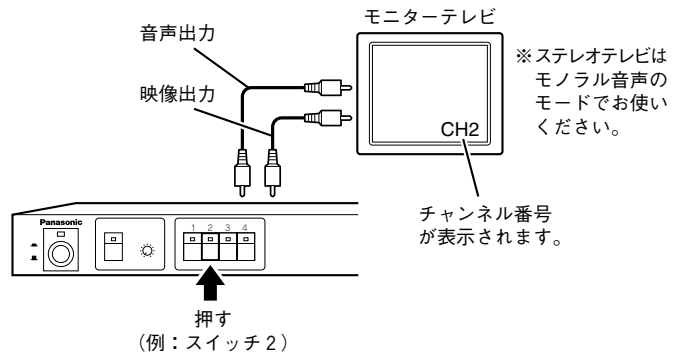 モニターテレビ
音声出力
映像出力
※ステレオテレビは
モノラル音声の
モードでお使い
ください。
CH2
チャンネル番号
が表示されます。
Panasonic
1 2 3 4
押す
（例：スイッチ2）